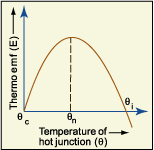 Thermo emf (E)
θc
θn
θi
Temperature of
hot junction (θ)